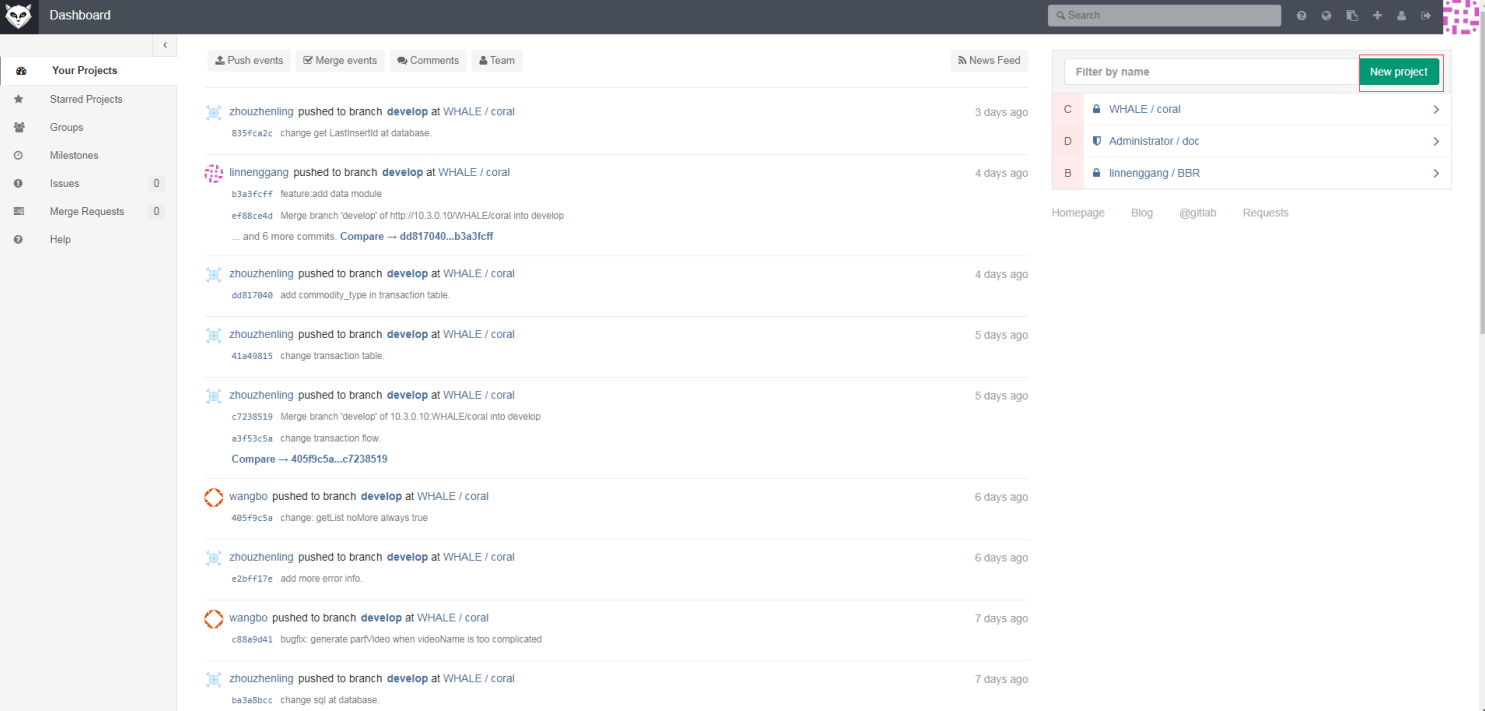 Dashboard
Search
Your Projects
Starred Projects
Groups
Milestones
Issues 0
Merge Requests 0
Help
Push events Merge events Comments Team News Feed
zhouzhenling pushed to branch develop at WHALE / coral 3 days ago
835fca2c change get LastInsertId at database.
linnenggang pushed to branch develop at WHALE / coral 4 days ago
b3a3fcff feature:add data module
ef88ce4d Merge branch 'develop' of http://10.3.0.10/WHALE/coral into develop
... and 6 more commits. Compare → dd817040...b3a3fcff
zhouzhenling pushed to branch develop at WHALE / coral 4 days ago
dd817040 add commodity_type in transaction table.
zhouzhenling pushed to branch develop at WHALE / coral 5 days ago
41a49815 change transaction table.
zhouzhenling pushed to branch develop at WHALE / coral 5 days ago
c7238519 Merge branch 'develop' of 10.3.0.10:WHALE/coral into develop
a3f53c5a change transaction flow.
Compare → 405f9c5a...c7238519
wangbo pushed to branch develop at WHALE / coral 6 days ago
405f9c5a change: getList noMore always true
zhouzhenling pushed to branch develop at WHALE / coral 6 days ago
e2bff17e add more error info.
wangbo pushed to branch develop at WHALE / coral 7 days ago
c88a9d41 bugfix: generate partVideo when videoName is too complicated
zhouzhenling pushed to branch develop at WHALE / coral 7 days ago
ba3a8bcc change sql at database.
Filter by name New project
C WHALE / coral
D Administrator / doc
B linnenggang / BBR
Homepage Blog @gitlab Requests